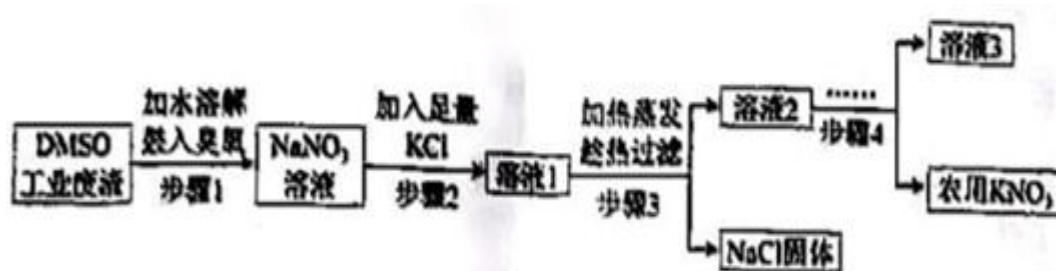 DMSO
工业废渣
加水溶解
鼓入臭氧
步骤1
NaNO3
溶液
加入足量
KCl
步骤2
溶液1
加热蒸发
趁热过滤
步骤3
溶液2
NaCl固体
……
步骤4
溶液3
农用KNO3